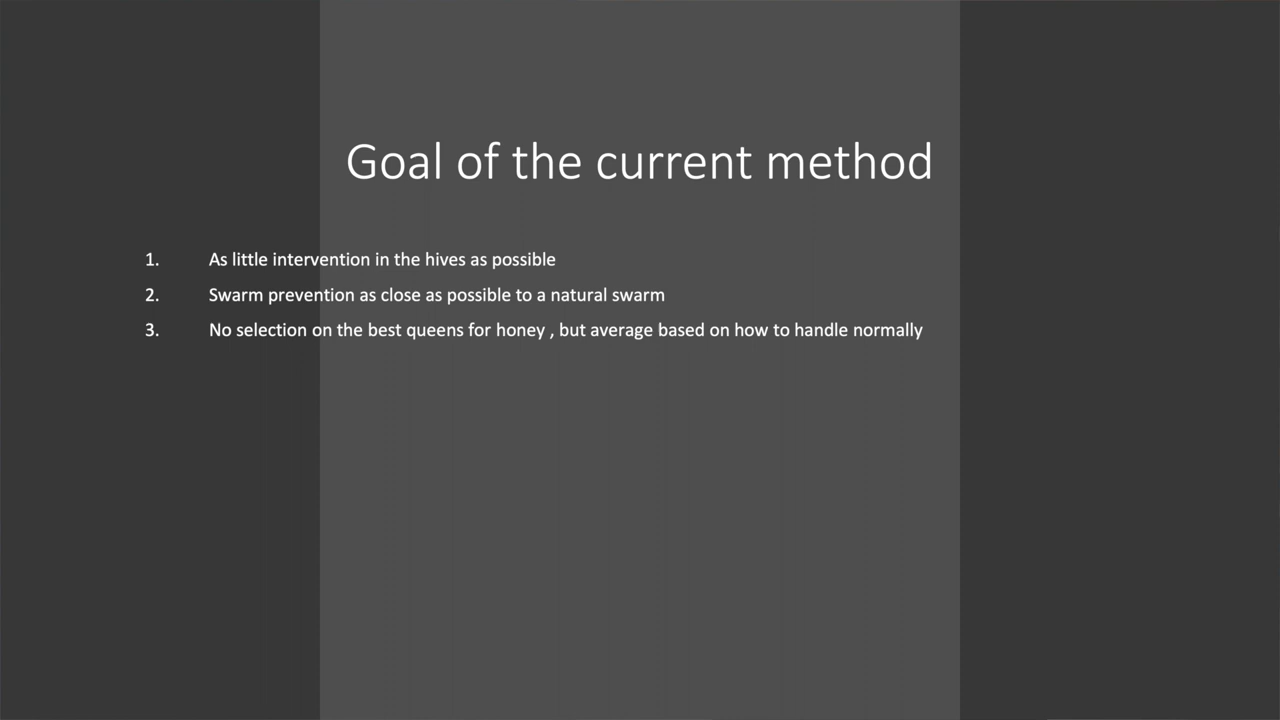 Goal of the current method
1. As little intervention in the hives as possible
2. Swarm prevention as close as possible to a natural swarm
3. No selection on the best queens for honey , but average based on how to handle normally